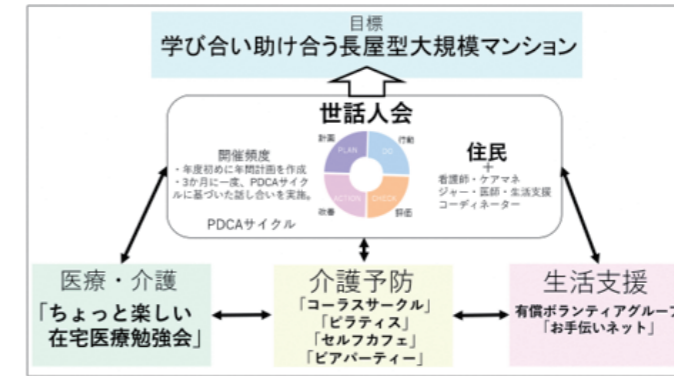 目標
学び合い助け合う長屋型大規模マンション
世話人会
開催頻度
・年度初めに年間計画を作成
・3か月に一度、PDCAサイク
ルに基づいた話し合いを実施。
PDCAサイクル
計画
行動
PLAN
DO
ACTION
CHECK
改善
評価
住民
+
看護師・ケアマネ
ジャー・医師・生活支援
コーディネーター
医療・介護
「ちょっと楽しい
在宅医療勉強会」
介護予防
「コーラスサークル」
「ピラティス」
「セルフカフェ」
「ビアパーティー」
生活支援
有償ボランティアグループ
「お手伝いネット」